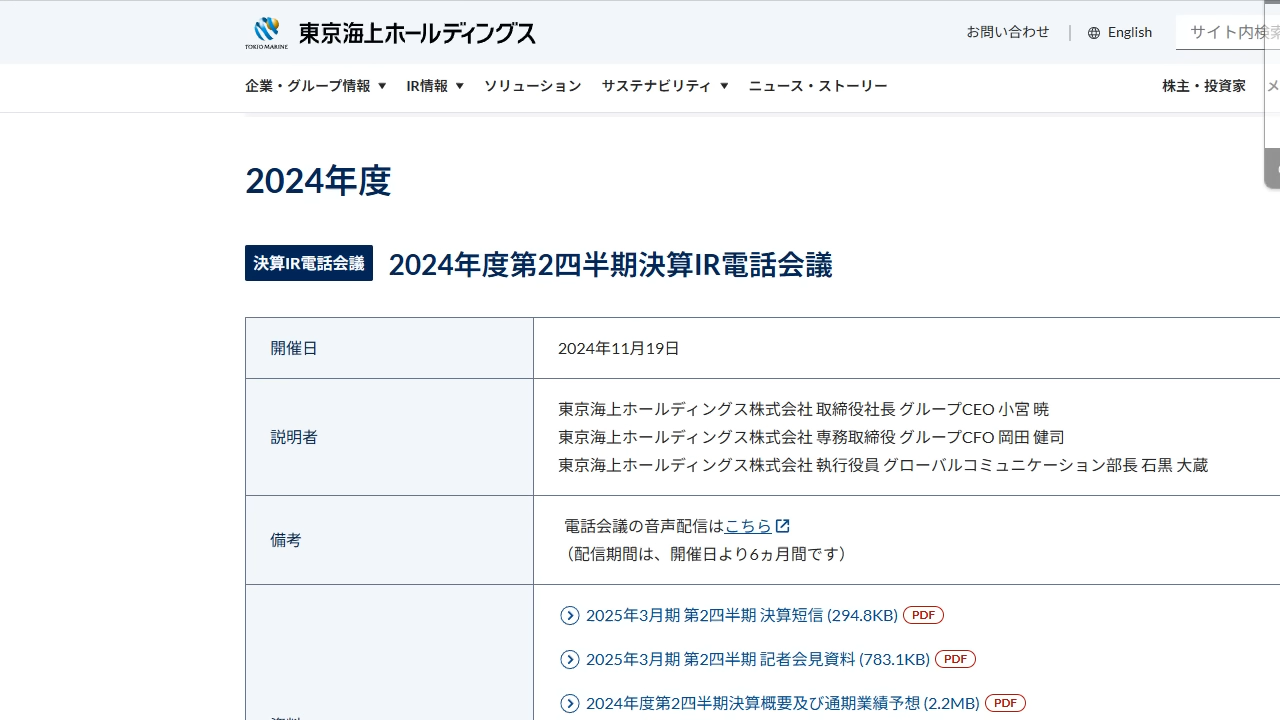 TOKIO MARINE
東京海上ホールディングス
お問い合わせ
English
サイト内検索
企業・グループ情報 ▼
IR情報 ▼
ソリューション
サステナビリティ ▼
ニュース・ストーリー
株主・投資家
2024年度
決算IR電話会議
2024年度第2四半期決算IR電話会議
開催日
2024年11月19日
説明者
東京海上ホールディングス株式会社 取締役社長 グループCEO 小宮 暁
東京海上ホールディングス株式会社 専務取締役 グループCFO 岡田 健司
東京海上ホールディングス株式会社 執行役員 グローバルコミュニケーション部長 石黒 大蔵
備考
電話会議の音声配信はこちら
（配信期間は、開催日より6ヵ月間です）
2025年3月期 第2四半期 決算短信 (294.8KB) PDF
2025年3月期 第2四半期 記者会見資料 (783.1KB) PDF
2024年度第2四半期決算概要及び通期業績予想 (2.2MB) PDF